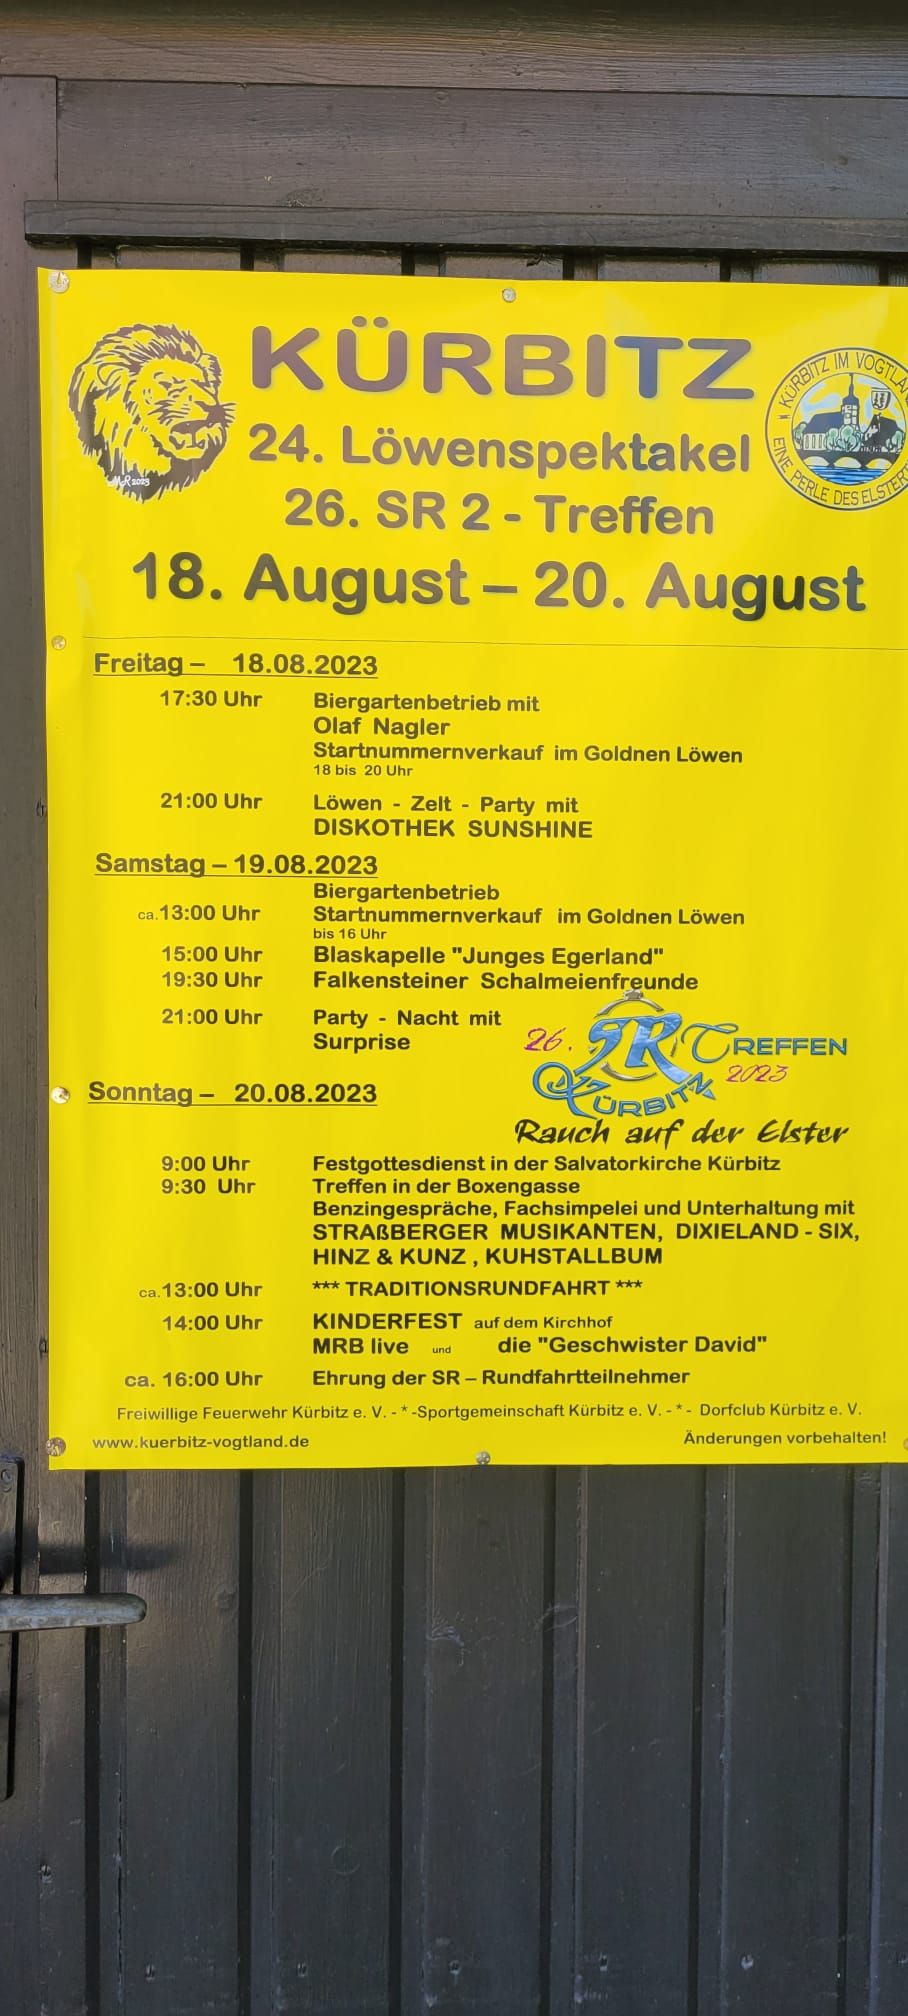 KÜRBITZ
24. Löwenspektakel
26. SR 2 - Treffen
18. August – 20. August
MR 2023
KÜRBITZ IM VOGTLAN
EINE PERLE DES ELSTERT
Freitag – 18.08.2023
17:30 Uhr Biergartenbetrieb mit
Olaf Nagler
Startnummernverkauf im Goldnen Löwen
18 bis 20 Uhr
21:00 Uhr Löwen - Zelt - Party mit
DISKOTHEK SUNSHINE
Samstag – 19.08.2023
Biergartenbetrieb
ca.13:00 Uhr Startnummernverkauf im Goldnen Löwen
bis 16 Uhr
15:00 Uhr Blaskapelle "Junges Egerland"
19:30 Uhr Falkensteiner Schalmeienfreunde
21:00 Uhr Party - Nacht mit
Surprise
26. SR TREFFEN
KÜRBITZ 2023
Rauch auf der Elster
Sonntag – 20.08.2023
9:00 Uhr Festgottesdienst in der Salvatorkirche Kürbitz
9:30 Uhr Treffen in der Boxengasse
Benzingespräche, Fachsimpelei und Unterhaltung mit
STRAßBERGER MUSIKANTEN, DIXIELAND - SIX,
HINZ & KUNZ , KUHSTALLBUM
ca.13:00 Uhr *** TRADITIONSRUNDFAHRT ***
14:00 Uhr KINDERFEST auf dem Kirchhof
MRB live und die "Geschwister David"
ca. 16:00 Uhr Ehrung der SR – Rundfahrtteilnehmer
Freiwillige Feuerwehr Kürbitz e. V. - * -Sportgemeinschaft Kürbitz e. V. - * - Dorfclub Kürbitz e. V.
www.kuerbitz-vogtland.de Änderungen vorbehalten!